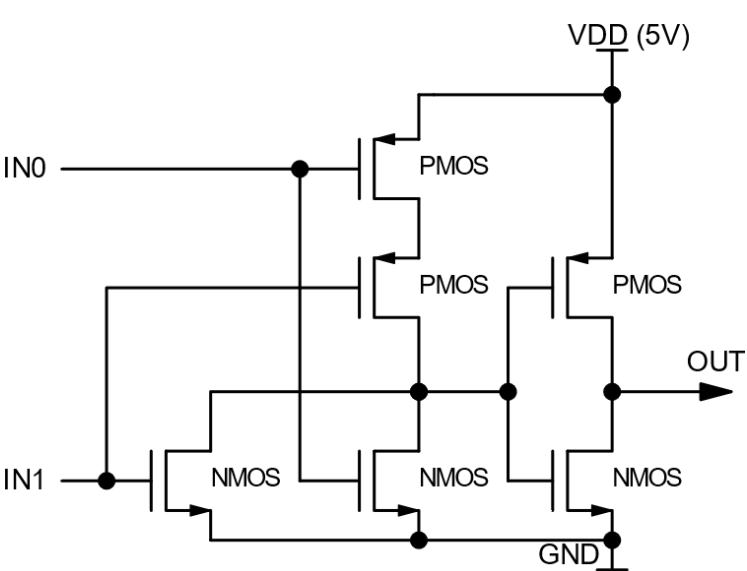 VDD (5V)
IN0
PMOS
PMOS
PMOS
OUT
IN1
NMOS
NMOS
NMOS
GND